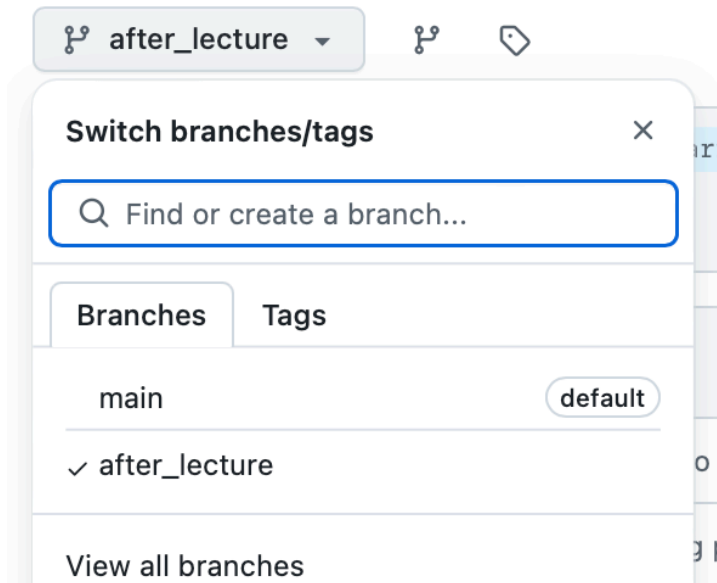 after_lecture
Switch branches/tags
Find or create a branch...
Branches Tags
main default
after_lecture
View all branches